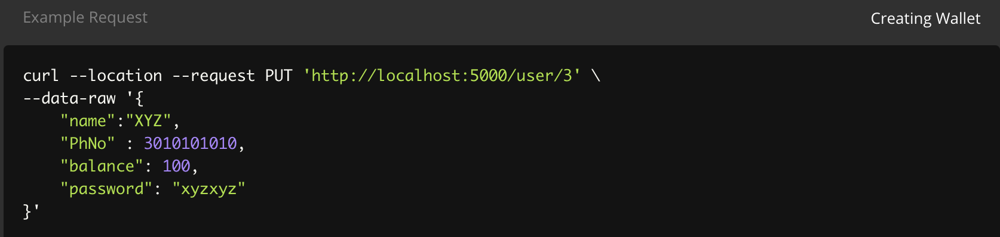 Example Request
Creating Wallet
curl --location --request PUT 'http://localhost:5000/user/3' \
--data-raw '{
    "name":"XYZ",
    "PhNo" : 3010101010,
    "balance": 100,
    "password": "xyzxyz"
}'